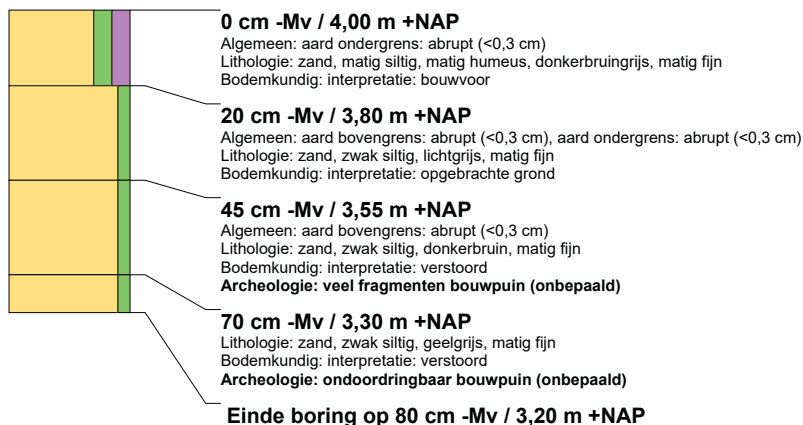 0 cm -Mv / 4,00 m +NAP
Algemeen: aard ondergrens: abrupt (<0,3 cm)
Lithologie: zand, matig siltig, matig humeus, donkerbruingrijs, matig fijn
Bodemkundig: interpretatie: bouwvoor
20 cm -Mv / 3,80 m +NAP
Algemeen: aard bovengrens: abrupt (<0,3 cm), aard ondergrens: abrupt (<0,3 cm)
Lithologie: zand, zwak siltig, lichtgrijs, matig fijn
Bodemkundig: interpretatie: opgebrachte grond
45 cm -Mv / 3,55 m +NAP
Algemeen: aard bovengrens: abrupt (<0,3 cm)
Lithologie: zand, zwak siltig, donkerbruin, matig fijn
Bodemkundig: interpretatie: verstoord
Archeologie: veel fragmenten bouwpuin (onbepaald)
70 cm -Mv / 3,30 m +NAP
Lithologie: zand, zwak siltig, geelgrijs, matig fijn
Bodemkundig: interpretatie: verstoord
Archeologie: ondoordringbaar bouwpuin (onbepaald)
Einde boring op 80 cm -Mv / 3,20 m +NAP